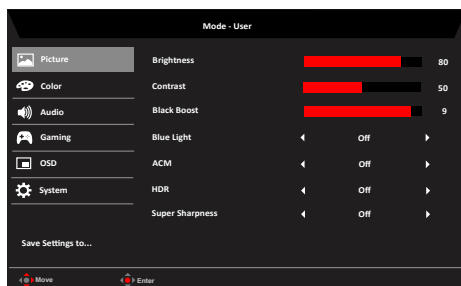 Mode - User
Picture
Brightness 80
Color
Contrast 50
Audio
Black Boost 9
Gaming
Blue Light Off
OSD
ACM Off
System
HDR Off
Super Sharpness Off
Save Settings to...
Move Enter